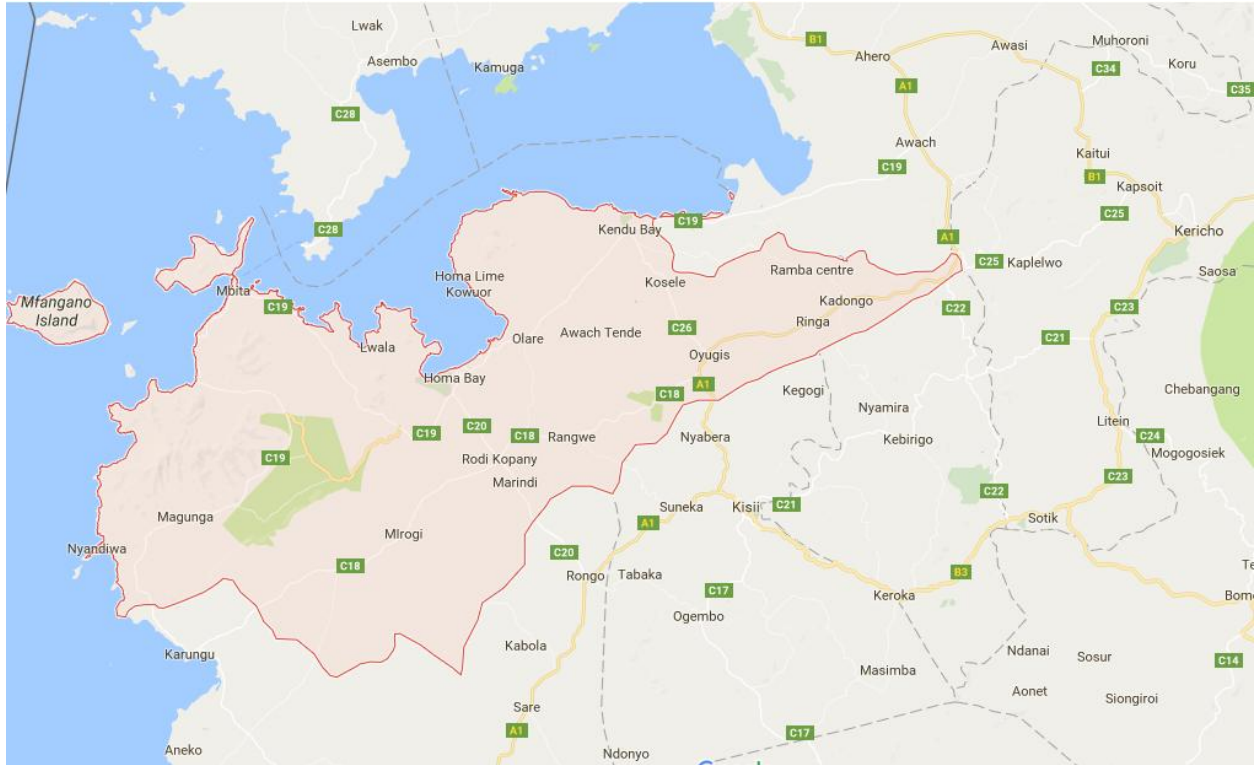 Lwak
Asembo
Kamuga
B1
Ahero
Awasi
Muhoroni
C34
Koru
C35
A1
C28
Awach
C19
Kaitui
B1
Kapsoit
C25
Kericho
C28
Kendu Bay
C19
A1
C25
Kaplelwo
Saosa
Homa Lime
Kowuor
Kosele
Ramba centre
Mfangano
Island
Mbita
C19
Kadongo
C22
C23
Ringa
C26
Awach Tende
Olare
Lwala
C21
Oyugis
Homa Bay
C18
A1
Kegogi
Chebangang
Nyamira
C19
C20
C18
Rangwe
Nyabera
Kebirigo
Litein
C24
Mogogosiek
C19
Rodi Kopany
Marindi
C23
C22
Suneka
Kisii
C21
Magunga
MIrogi
A1
Sotik
Nyandiwa
C18
C20
Rongo
Tabaka
C17
B3
Keroka
Te
Bome
Ogembo
Karungu
Kabola
Masimba
Ndanai
Sosur
C14
Aonet
Siongiroi
Sare
A1
C17
Aneko
Ndonyo